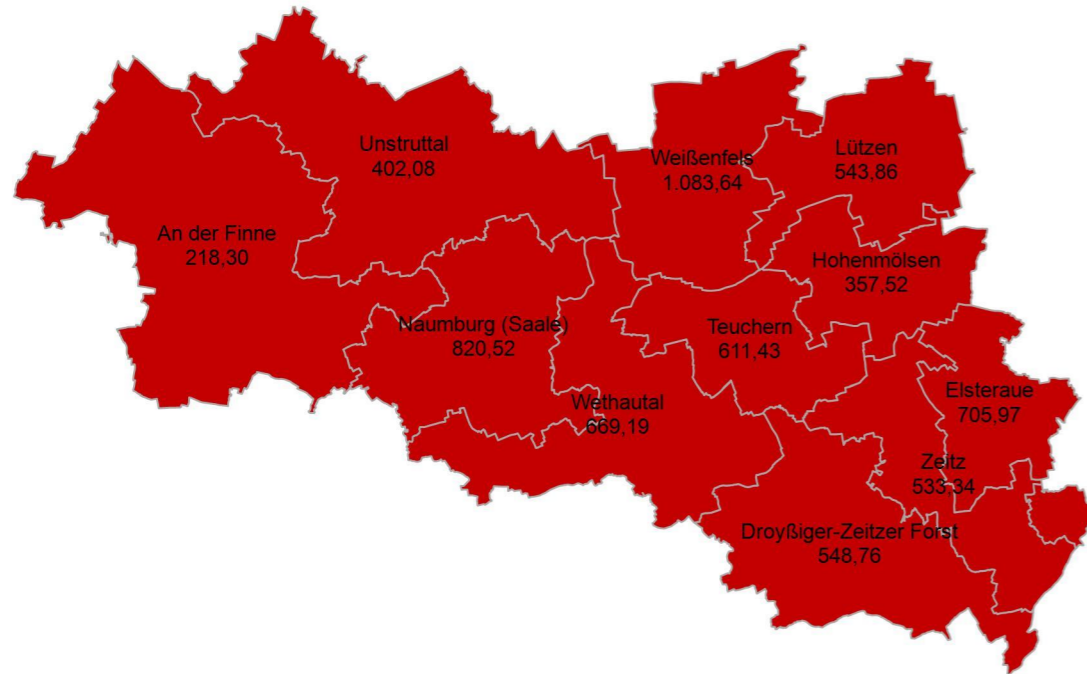 Unstruttal
402,08
Weißenfels
1.083,64
Lützen
543,86
An der Finne
218,30
Hohenmölsen
357,52
Naumburg (Saale)
820,52
Teuchern
611,43
Wethautal
669,19
Elsteraue
705,97
Zeitz
533,34
Droyßiger-Zeitzer Forst
548,76